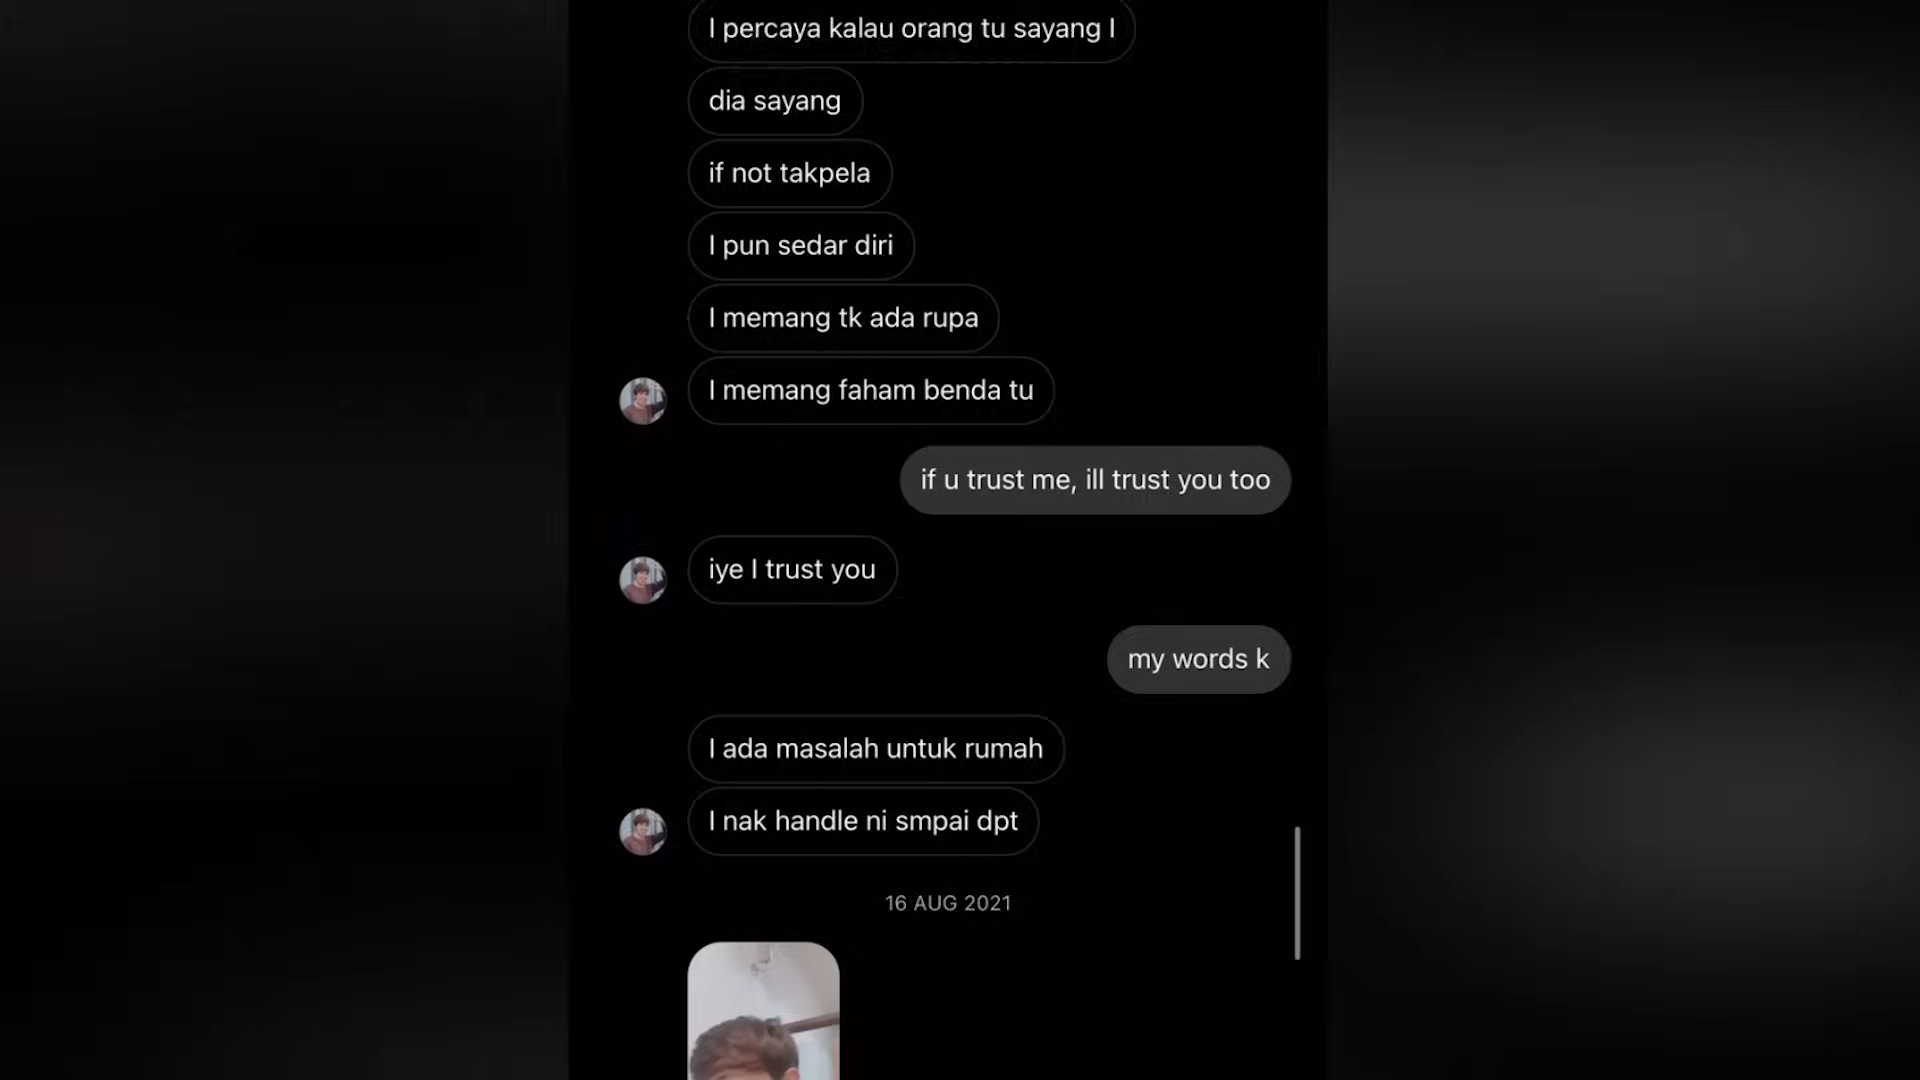 I percaya kalau orang tu sayang I
dia sayang
if not takpela
I pun sedar diri
I memang tk ada rupa
I memang faham benda tu
if u trust me, ill trust you too
iye I trust you
my words k
I ada masalah untuk rumah
I nak handle ni smpai dpt
16 AUG 2021